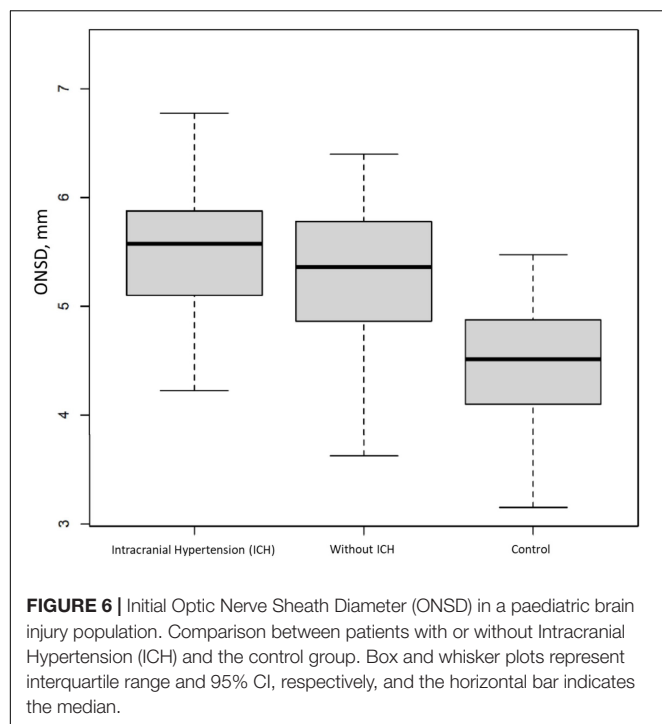 7
6
5
4
3
ONSD, mm
Intracranial Hypertension (ICH)
Without ICH
Control
FIGURE 6 | Initial Optic Nerve Sheath Diameter (ONSD) in a paediatric brain
injury population. Comparison between patients with or without Intracranial
Hypertension (ICH) and the control group. Box and whisker plots represent
interquartile range and 95% CI, respectively, and the horizontal bar indicates
the median.